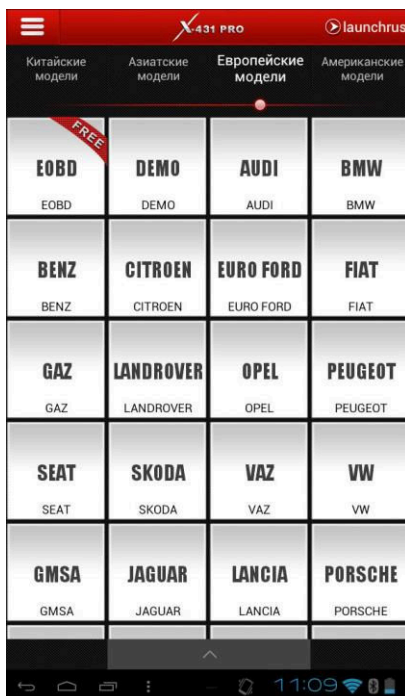 X-431 PRO
launchrus
Китайские Азиатские Европейские Американские
модели модели модели модели
FREE
EOBD DEMO AUDI BMW
EOBD DEMO AUDI BMW
BENZ CITROEN EURO FORD FIAT
BENZ CITROEN EURO FORD FIAT
GAZ LANDROVER OPEL PEUGEOT
GAZ LANDROVER OPEL PEUGEOT
SEAT SKODA VAZ VW
SEAT SKODA VAZ VW
GMSA JAGUAR LANCIA PORSCHE
GMSA JAGUAR LANCIA PORSCHE
11:09